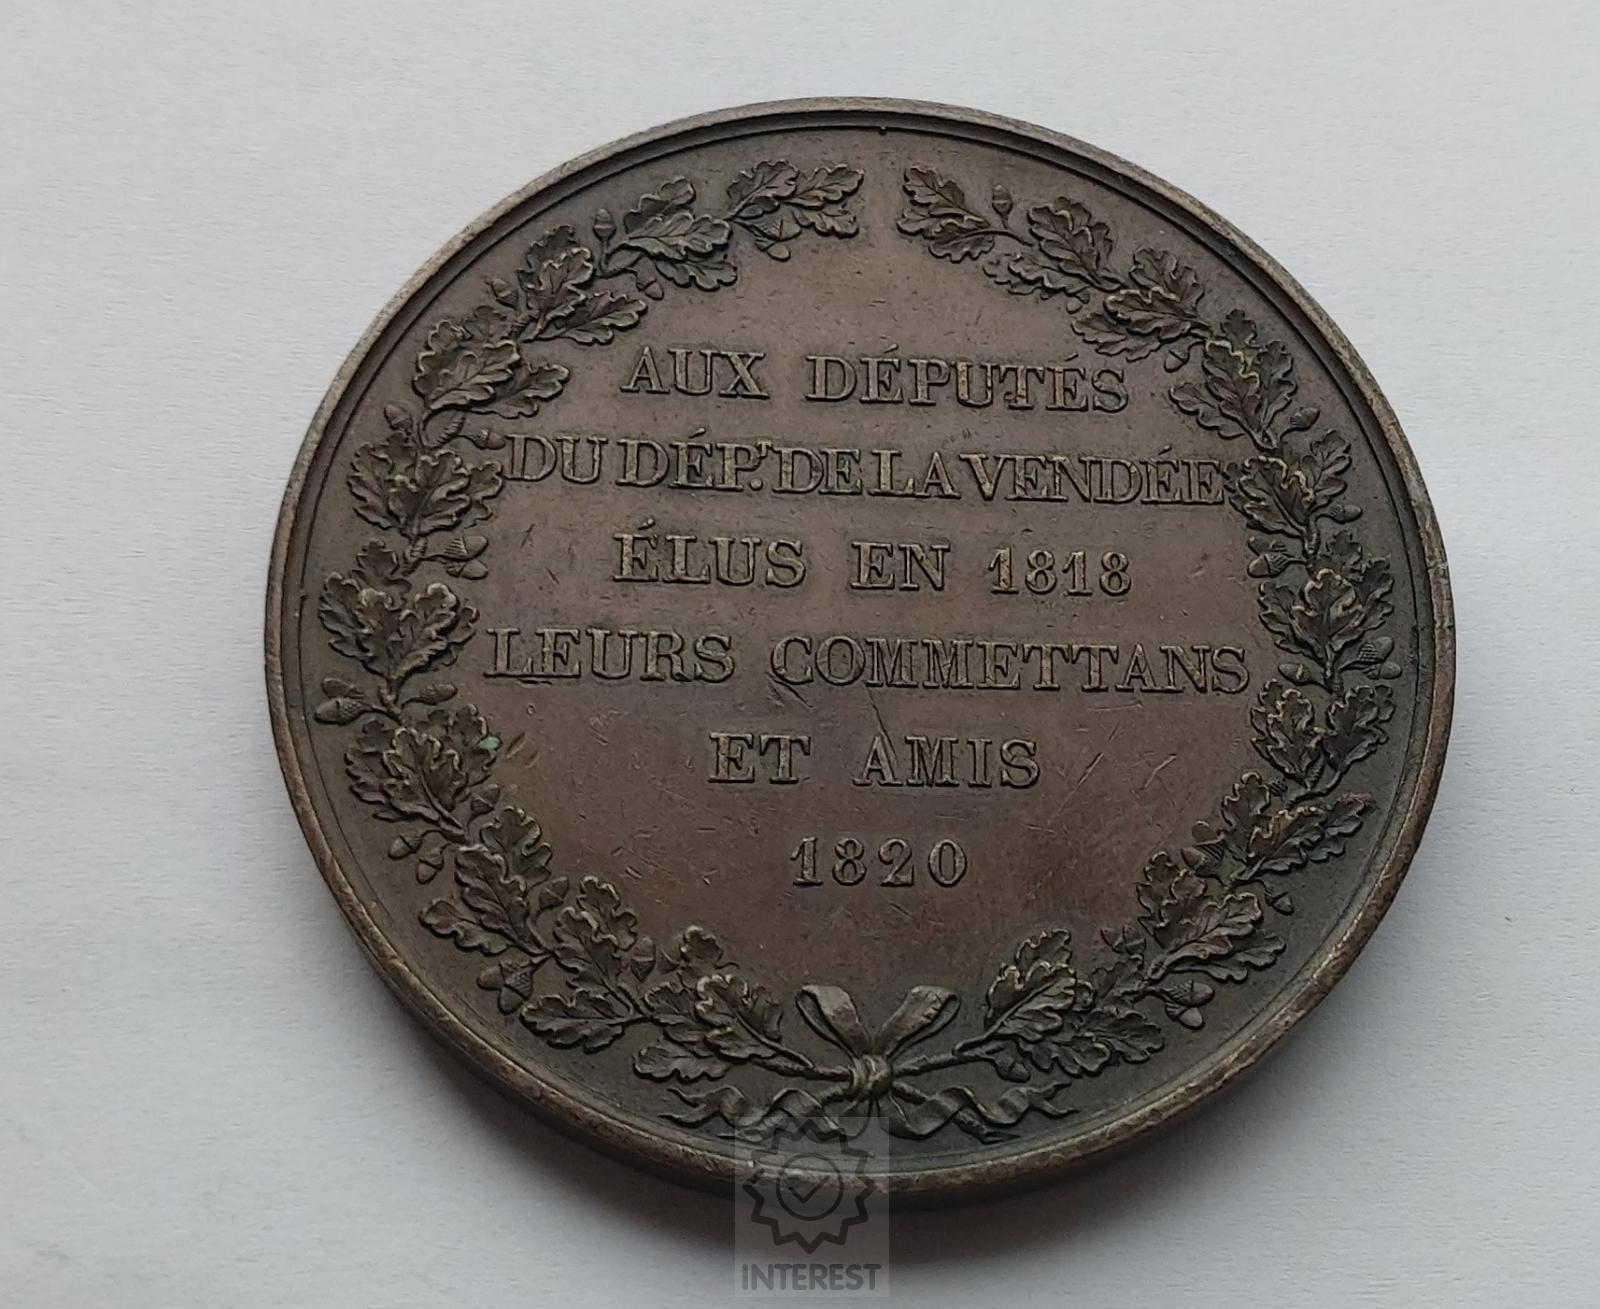 AUX DÉPUTÉS
DU DÉP.T DE LA VENDÉE
ÉLUS EN 1818
LEURS COMMETTANS
ET AMIS
1820
INTEREST